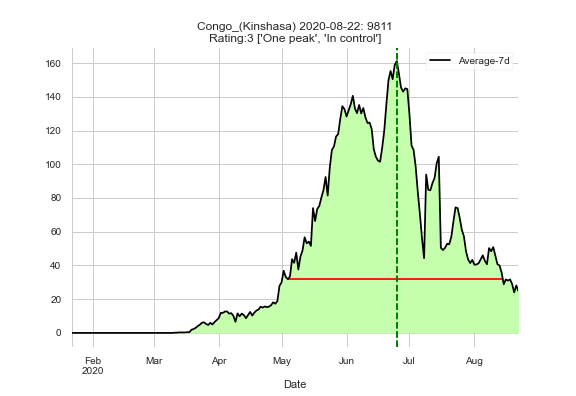 Congo_(Kinshasa) 2020-08-22: 9811
Rating:3 ['One peak', 'In control']
Average-7d
160
140
120
100
80
60
40
20
0
Feb
2020
Mar
Apr
May
Jun
Jul
Aug
Date